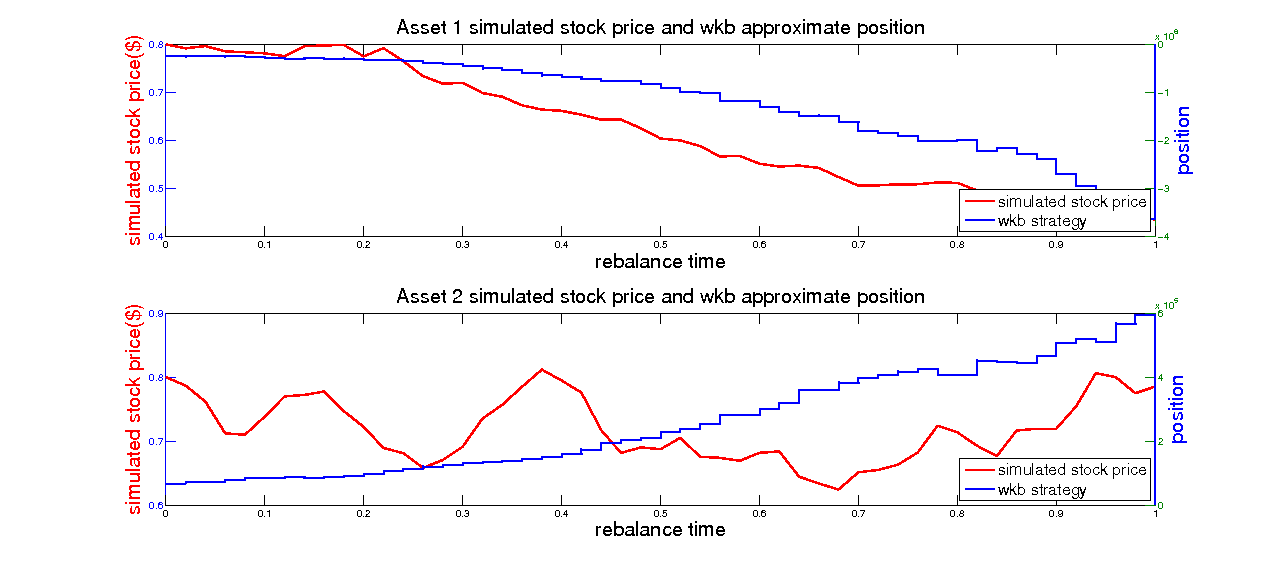 Asset 1 simulated stock price and wkb approximate position
simulated stock price($)
0.8
0.7
0.6
0.5
0.4
x 10
0
−1
−2
−3
−4
position
simulated stock price
wkb strategy
0 0.1 0.2 0.3 0.4 0.5 0.6 0.7 0.8 0.9 1
rebalance time
Asset 2 simulated stock price and wkb approximate position
simulated stock price($)
0.9
0.8
0.7
0.6
x 10
6
4
2
0
position
simulated stock price
wkb strategy
0 0.1 0.2 0.3 0.4 0.5 0.6 0.7 0.8 0.9 1
rebalance time